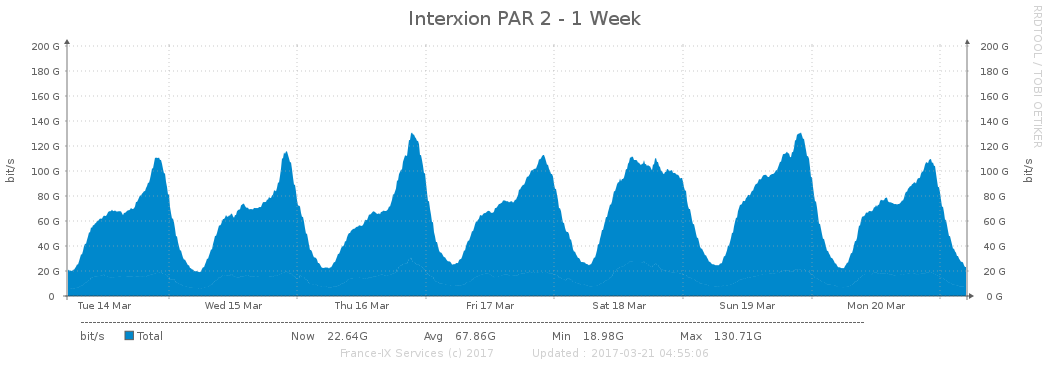 Interxion PAR 2 - 1 Week
RRDTOOL / TOBI OETIKER
bit/s
200 G
180 G
160 G
140 G
120 G
100 G
80 G
60 G
40 G
20 G
0
200 G
180 G
160 G
140 G
120 G
100 G
80 G
60 G
40 G
20 G
0 G
bit/s
Tue 14 Mar Wed 15 Mar Thu 16 Mar Fri 17 Mar Sat 18 Mar Sun 19 Mar Mon 20 Mar
bit/s Total Now 22.64G Avg 67.86G Min 18.98G Max 130.71G
France-IX Services (c) 2017 Updated : 2017-03-21 04:55:06